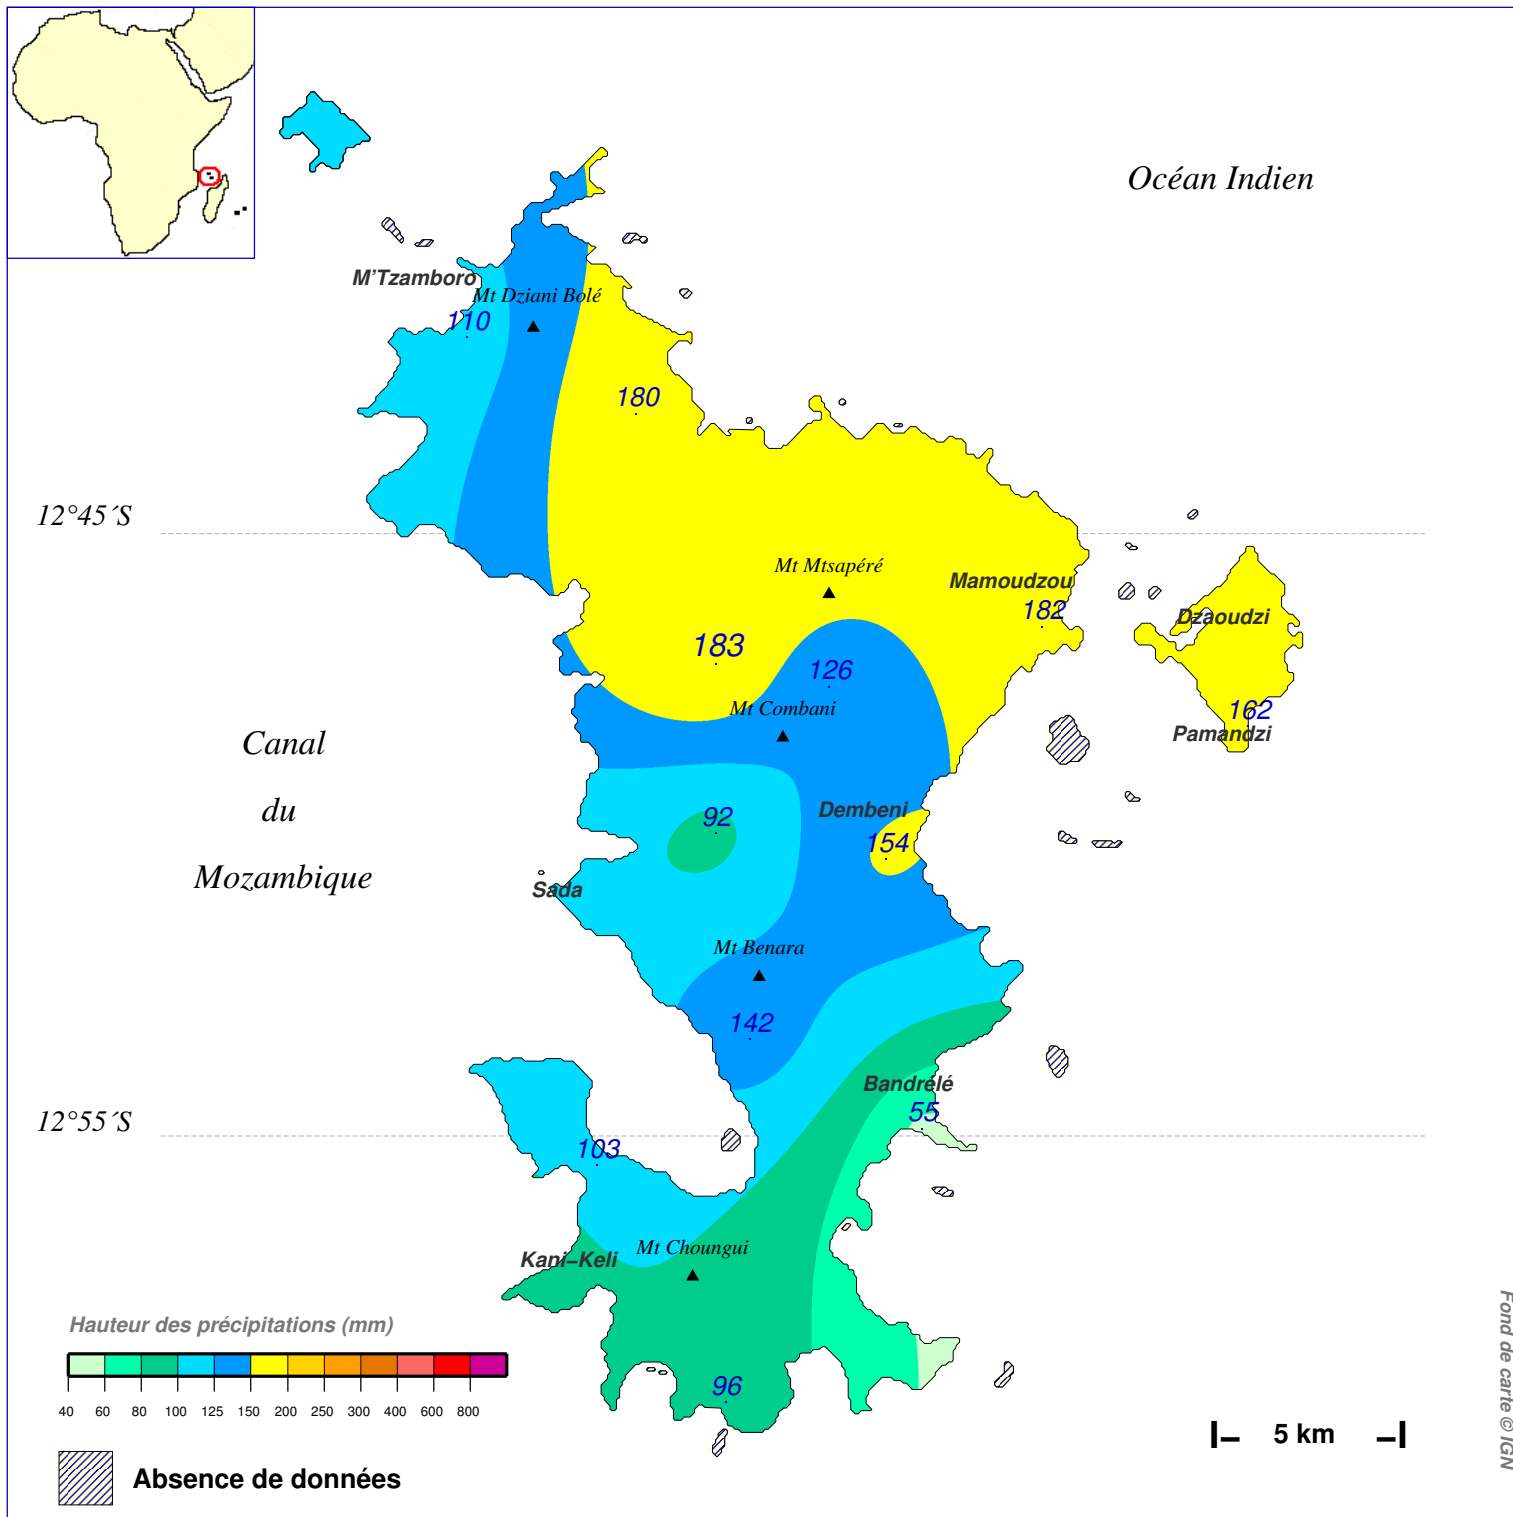 Océan Indien
M'Tzamboro
Mt Dziani Bolé
110
180
12°45´S
Mt Mtsapéré
Mamoudzou
182
Dzaoudzi
183
126
162
Mt Combani
Pamandzi
Canal
du
Mozambique
92
Dembeni
154
Sada
Mt Benara
142
Bandrélé
55
12°55´S
103
Kani–Keli
Mt Choungui
96
Hauteur des précipitations (mm)
40 60 80 100 125 150 200 250 300 400 600 800
Absence de données
5 km
Fond de carte © IGN